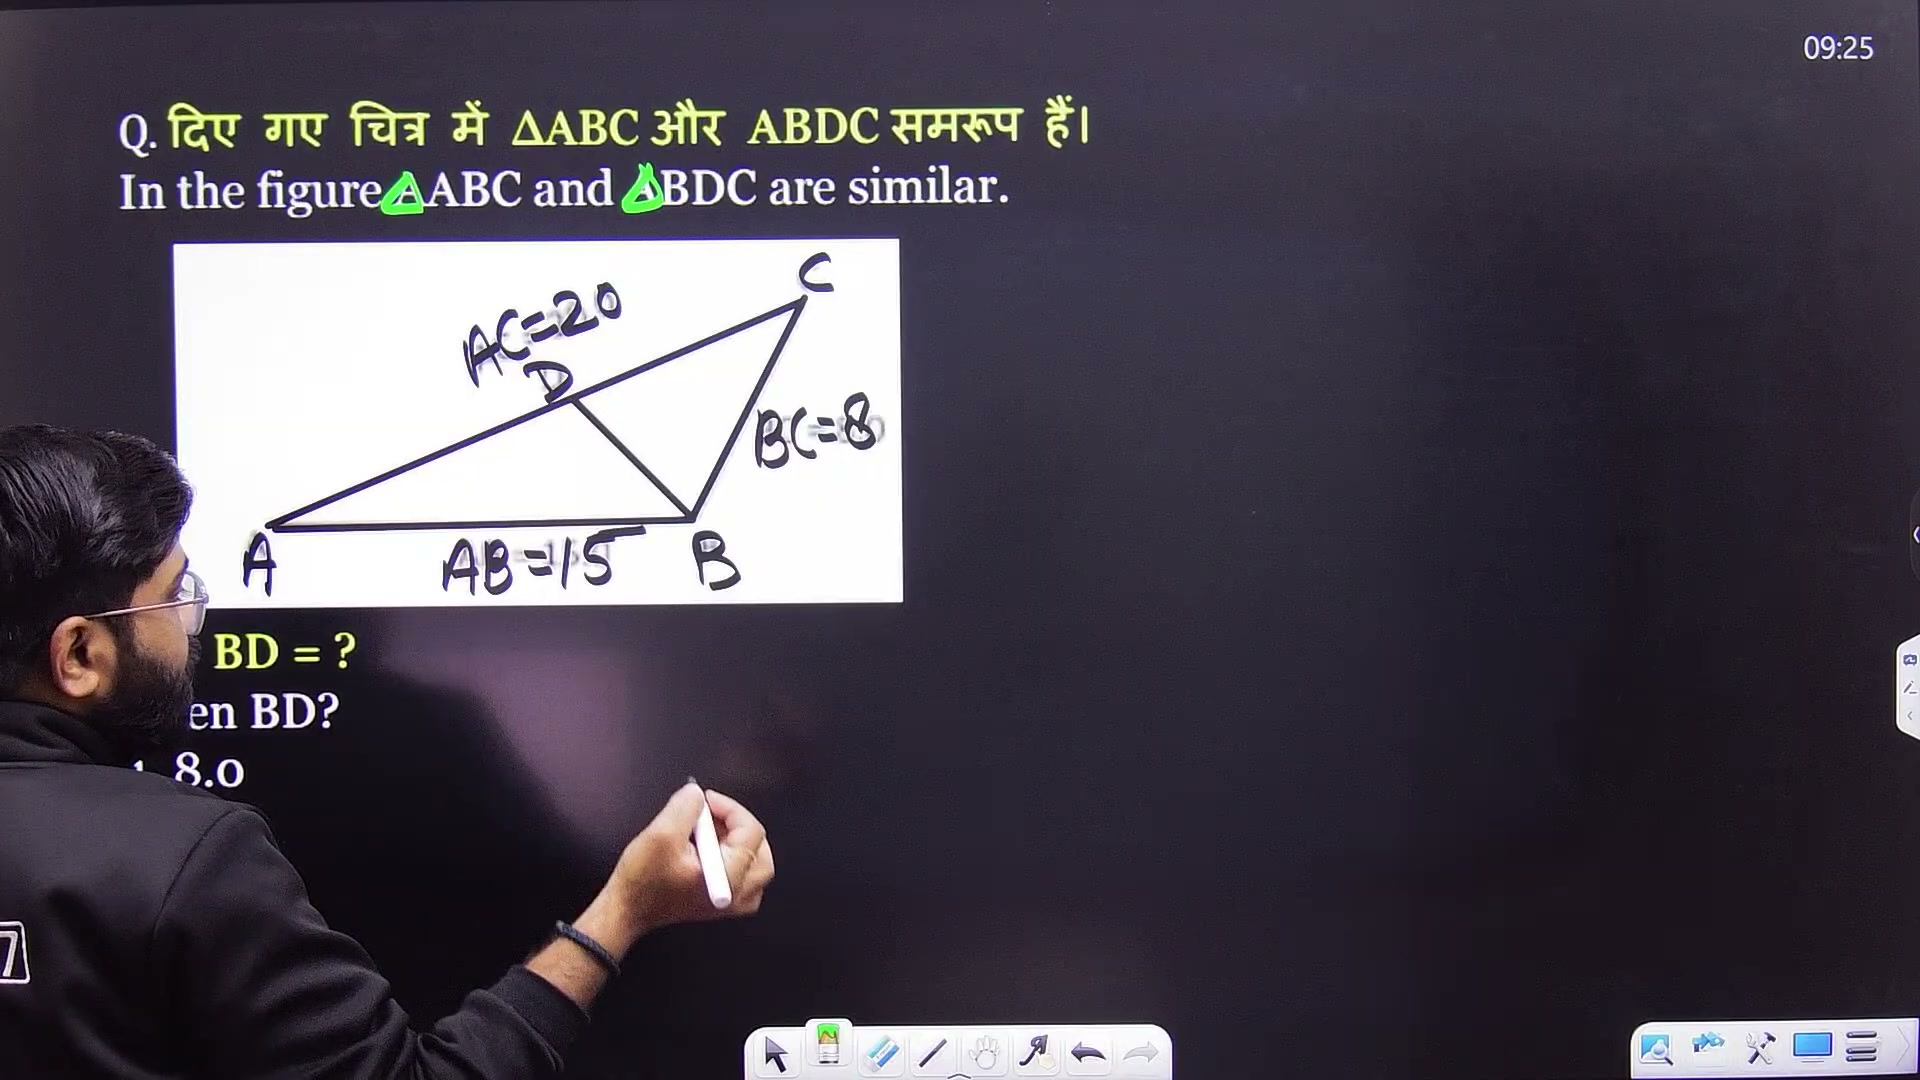 09:25
Q. दिए गए चित्र में ΔABC और ABDC समरूप हैं।
In the figure ΔABC and ΔBDC are similar.
C
AC=20
D
BC=8
A
AB=15
B
BD = ?
BD?
8.0
7